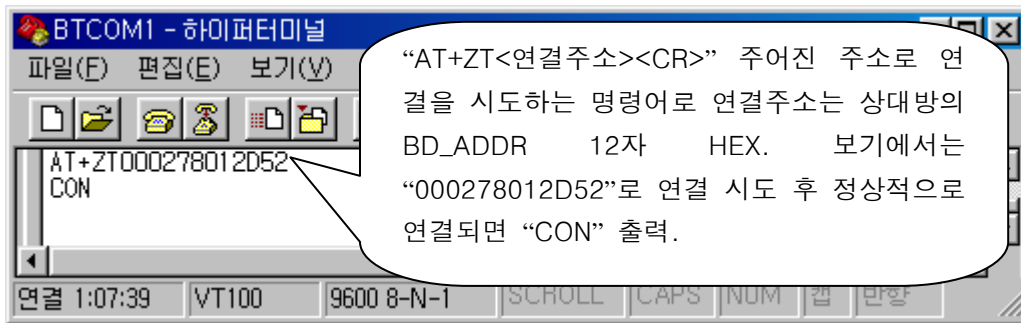 BTCOM1 - 하이퍼터미널
파일(F) 편집(E) 보기(V)
“AT+ZT<연결주소><CR>” 주어진 주소로 연
결을 시도하는 명령어로 연결주소는 상대방의
BD_ADDR 12자 HEX. 보기에서는
“000278012D52”로 연결 시도 후 정상적으로
연결되면 “CON” 출력.
AT+ZT000278012D52
CON
연결 1:07:39 VT100 9600 8-N-1 SCROLL CAPS NUM 캡 반향